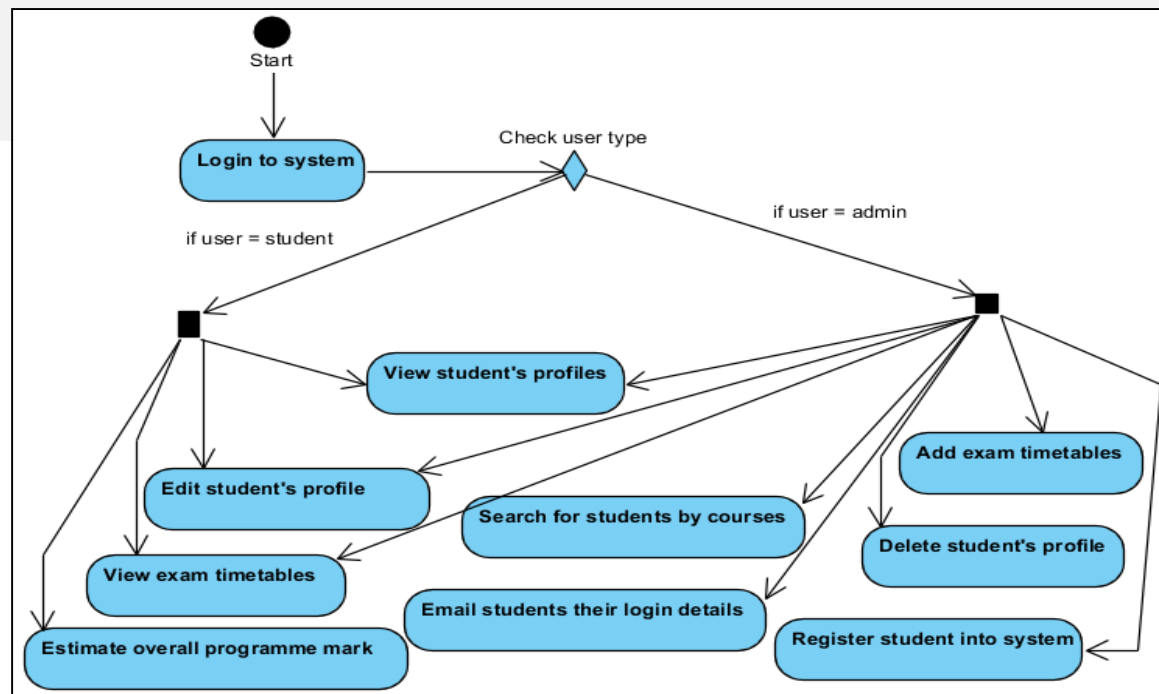 Start
Check user type
Login to system
if user = admin
if user = student
View student's profiles
Add exam timetables
Edit student's profile
Search for students by courses
Delete student's profile
View exam timetables
Email students their login details
Register student into system
Estimate overall programme mark